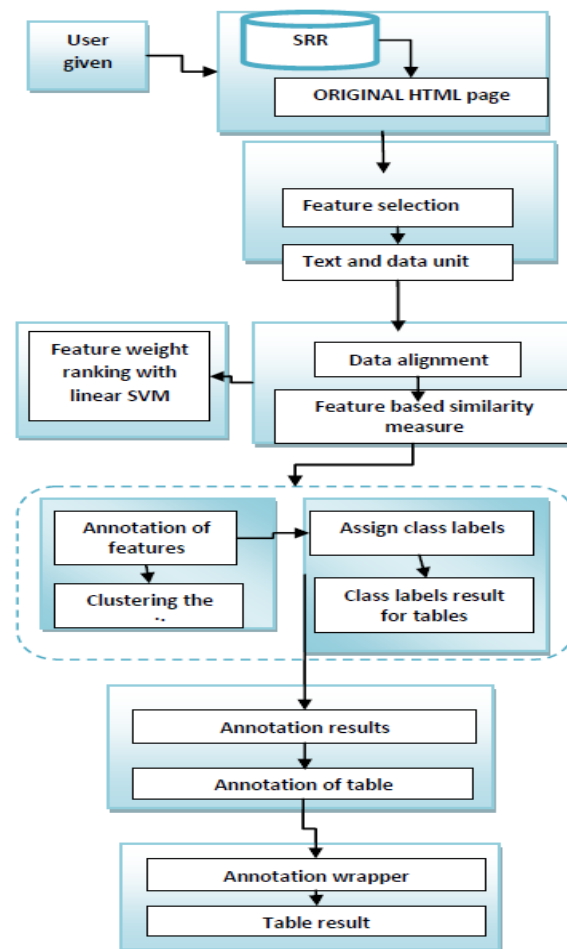 User
given
SRR
ORIGINAL HTML page
Feature selection
Text and data unit
Feature weight
ranking with
linear SVM
Data alignment
Feature based similarity
measure
Annotation of
features
Clustering the
Assign class labels
Class labels result
for tables
Annotation results
Annotation of table
Annotation wrapper
Table result